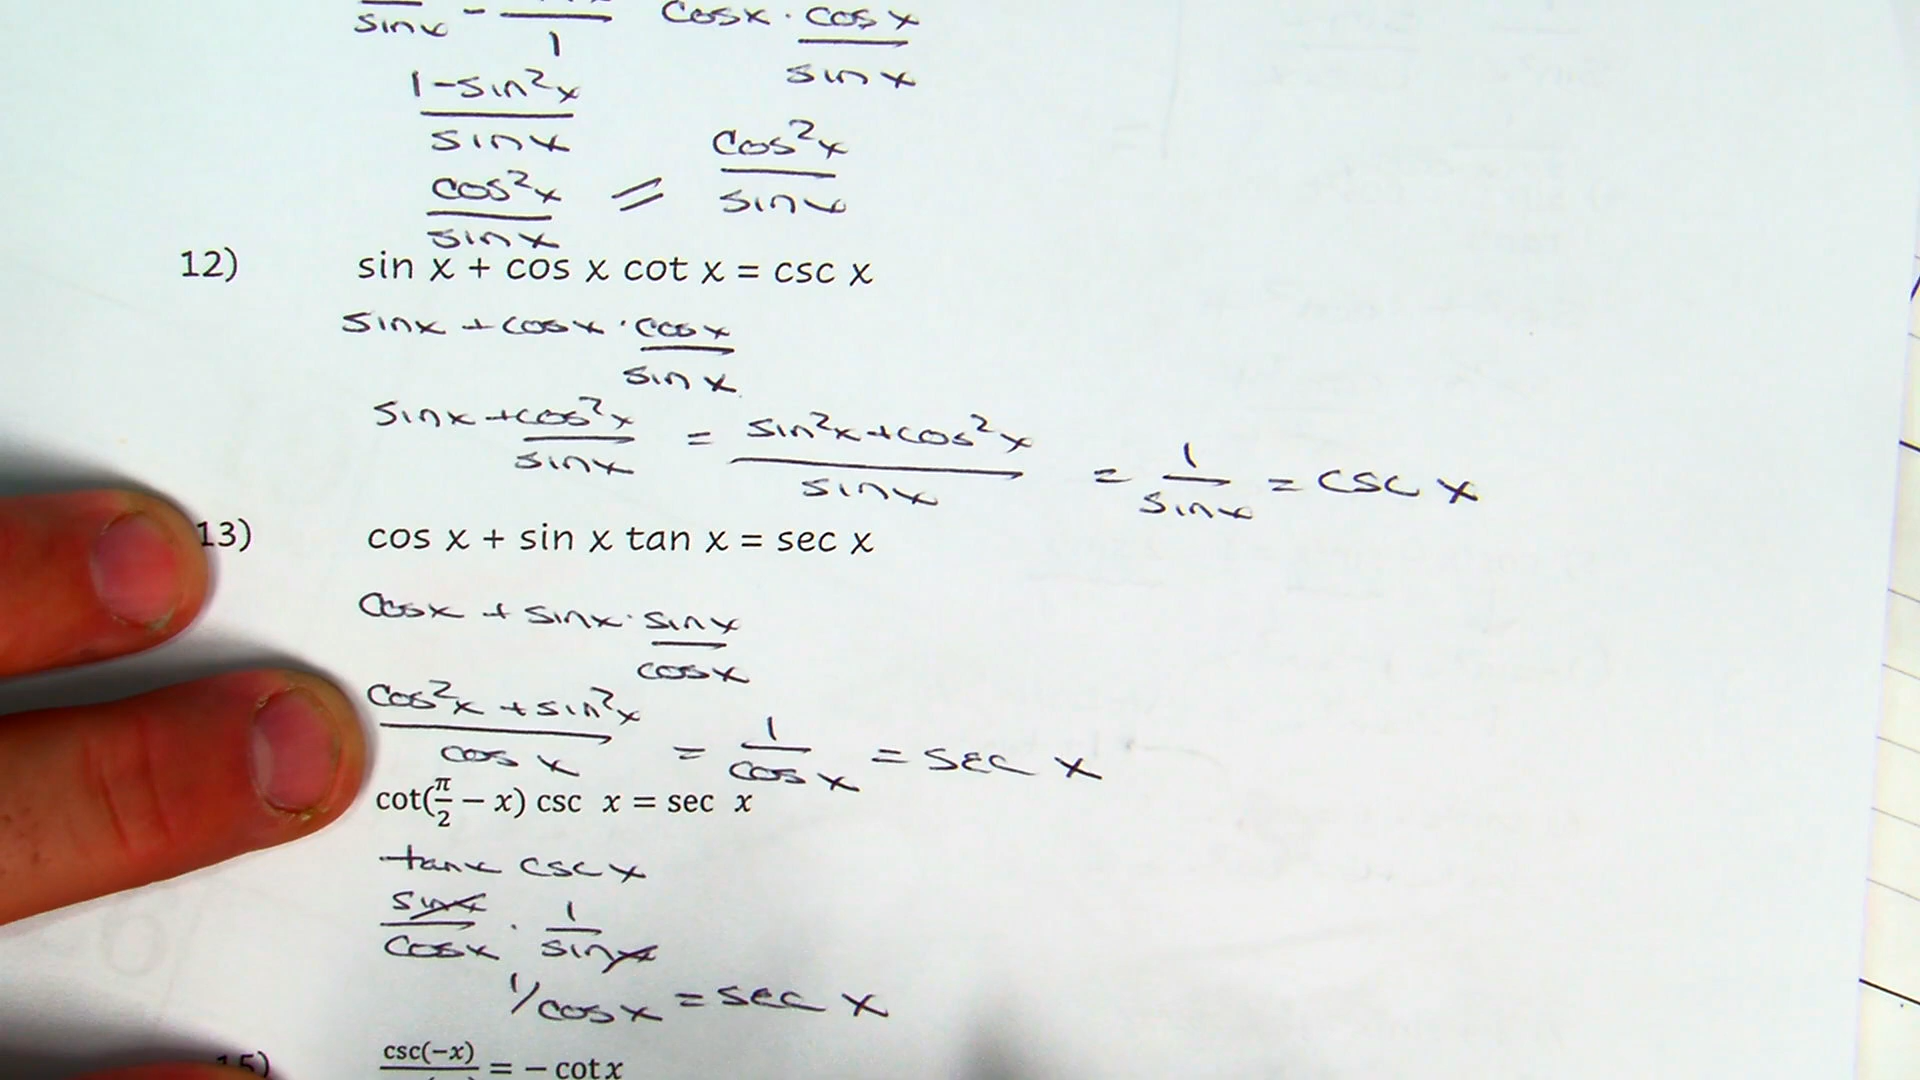 sinx - 1 cosx · cosx
sinx
1-sin²x
sinx
cos²x
sinx
cos²x = 
sinx
12) sin x + cos x cot x = csc x
sinx + cosx · cosx
sinx
sinx + cos²x = sin²x + cos²x = 1 = csc x
sinx sinx sinx
13) cos x + sin x tan x = sec x
cosx + sinx · sinx
cosx
cos²x + sin²x = 1 = sec x
cos x cos x
cot(π/2 − x) csc x = sec x
tanx csc x
sinx · 1
cosx sinx
1/cosx = sec x
15) csc(−x) = − cot x